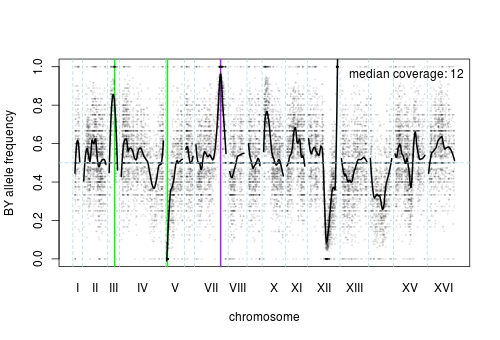 median coverage: 12
BY allele frequency
1.0
0.8
0.6
0.4
0.2
0.0
I II III IV V VII VIII X XI XII XIII XV XVI
chromosome